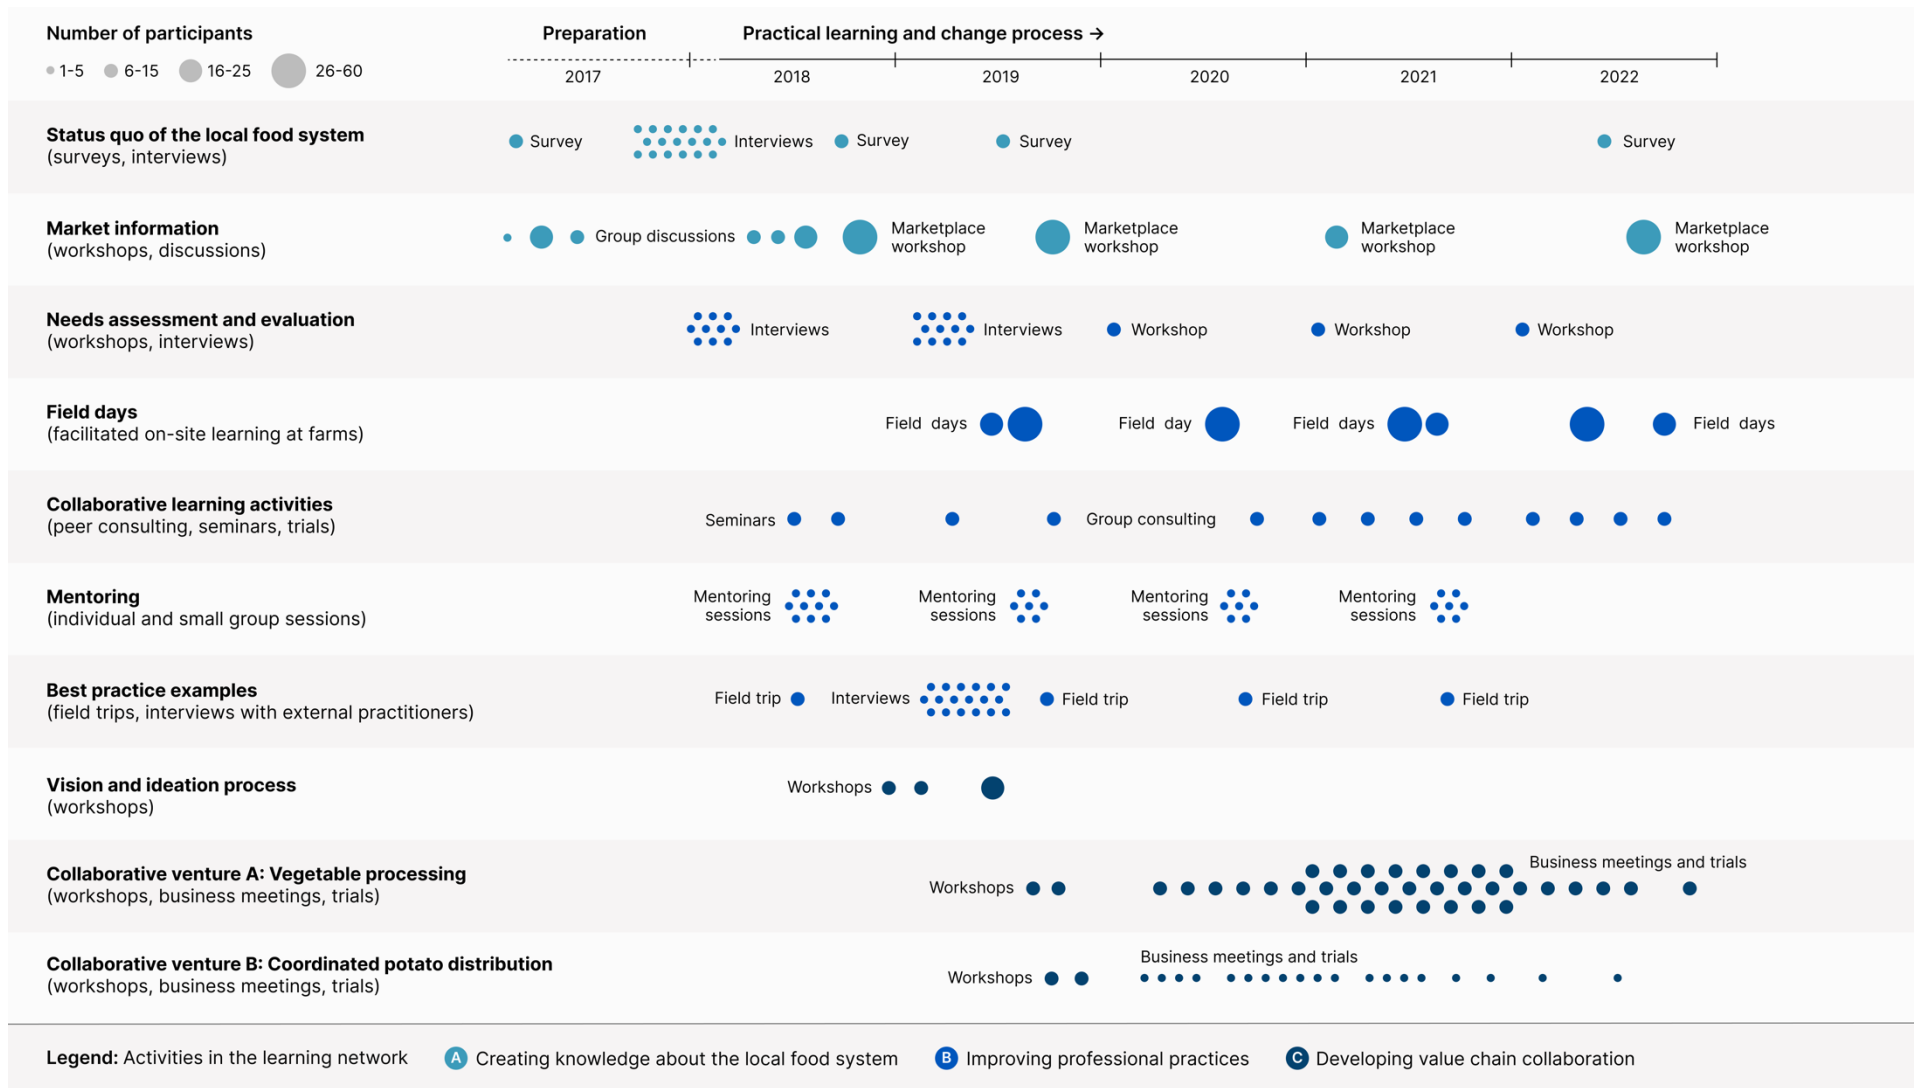 Number of participants
1-5 6-15 16-25 26-60
Preparation
Practical learning and change process →
2017 2018 2019 2020 2021 2022
Status quo of the local food system
(surveys, interviews)
Survey Interviews Survey Survey Survey
Market information
(workshops, discussions)
Group discussions
Marketplace
workshop
Marketplace
workshop
Marketplace
workshop
Marketplace
workshop
Needs assessment and evaluation
(workshops, interviews)
Interviews Interviews Workshop Workshop Workshop
Field days
(facilitated on-site learning at farms)
Field days Field day Field days Field days
Collaborative learning activities
(peer consulting, seminars, trials)
Seminars Group consulting
Mentoring
(individual and small group sessions)
Mentoring
sessions
Mentoring
sessions
Mentoring
sessions
Mentoring
sessions
Best practice examples
(field trips, interviews with external practitioners)
Field trip Interviews Field trip Field trip Field trip
Vision and ideation process
(workshops)
Workshops
Collaborative venture A: Vegetable processing
(workshops, business meetings, trials)
Workshops
Business meetings and trials
Collaborative venture B: Coordinated potato distribution
(workshops, business meetings, trials)
Workshops
Business meetings and trials
Legend: Activities in the learning network A Creating knowledge about the local food system B Improving professional practices C Developing value chain collaboration